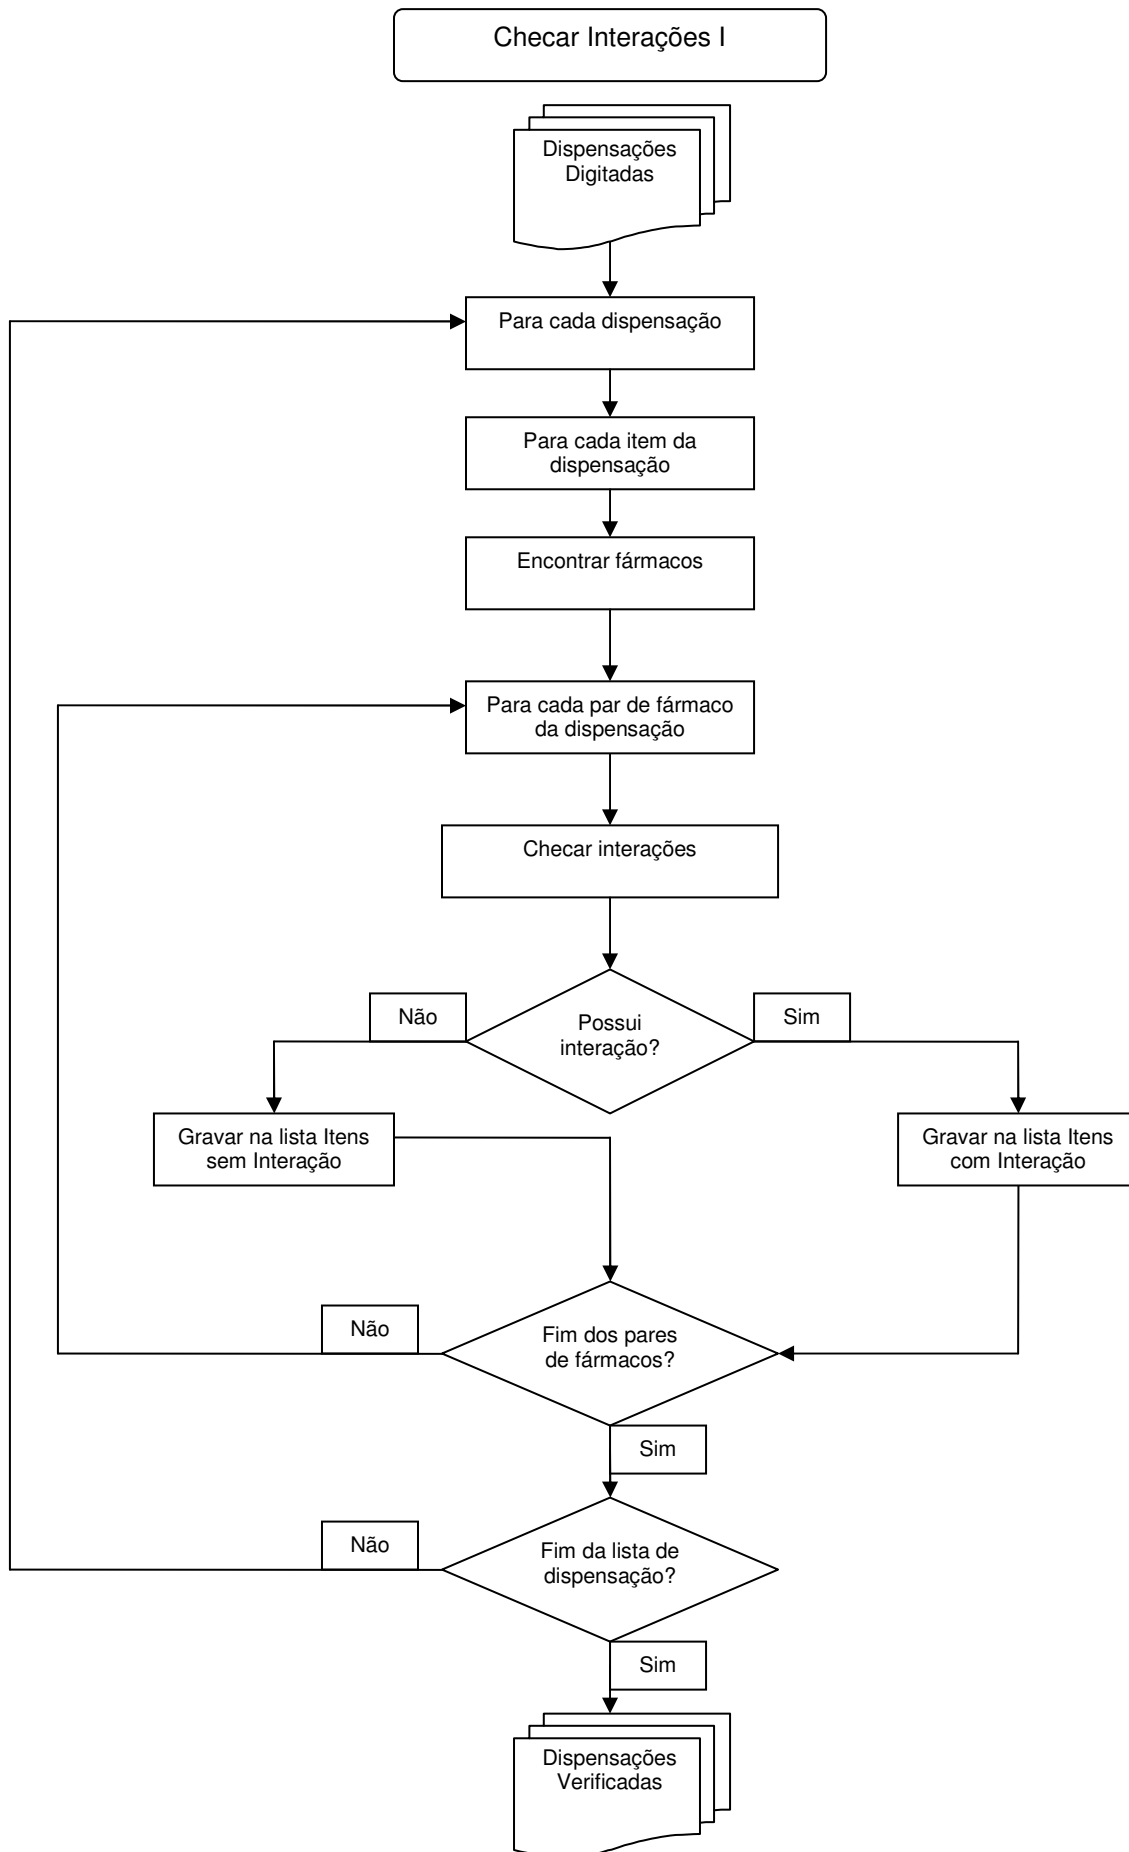 Checar Interações I
Dispensações
Digitadas
Para cada dispensação
Para cada item da
dispensação
Encontrar fármacos
Para cada par de fármaco
da dispensação
Checar interações
Não
Possui
interação?
Sim
Gravar na lista Itens
sem Interação
Gravar na lista Itens
com Interação
Não
Fim dos pares
de fármacos?
Sim
Não
Fim da lista de
dispensação?
Sim
Dispensações
Verificadas